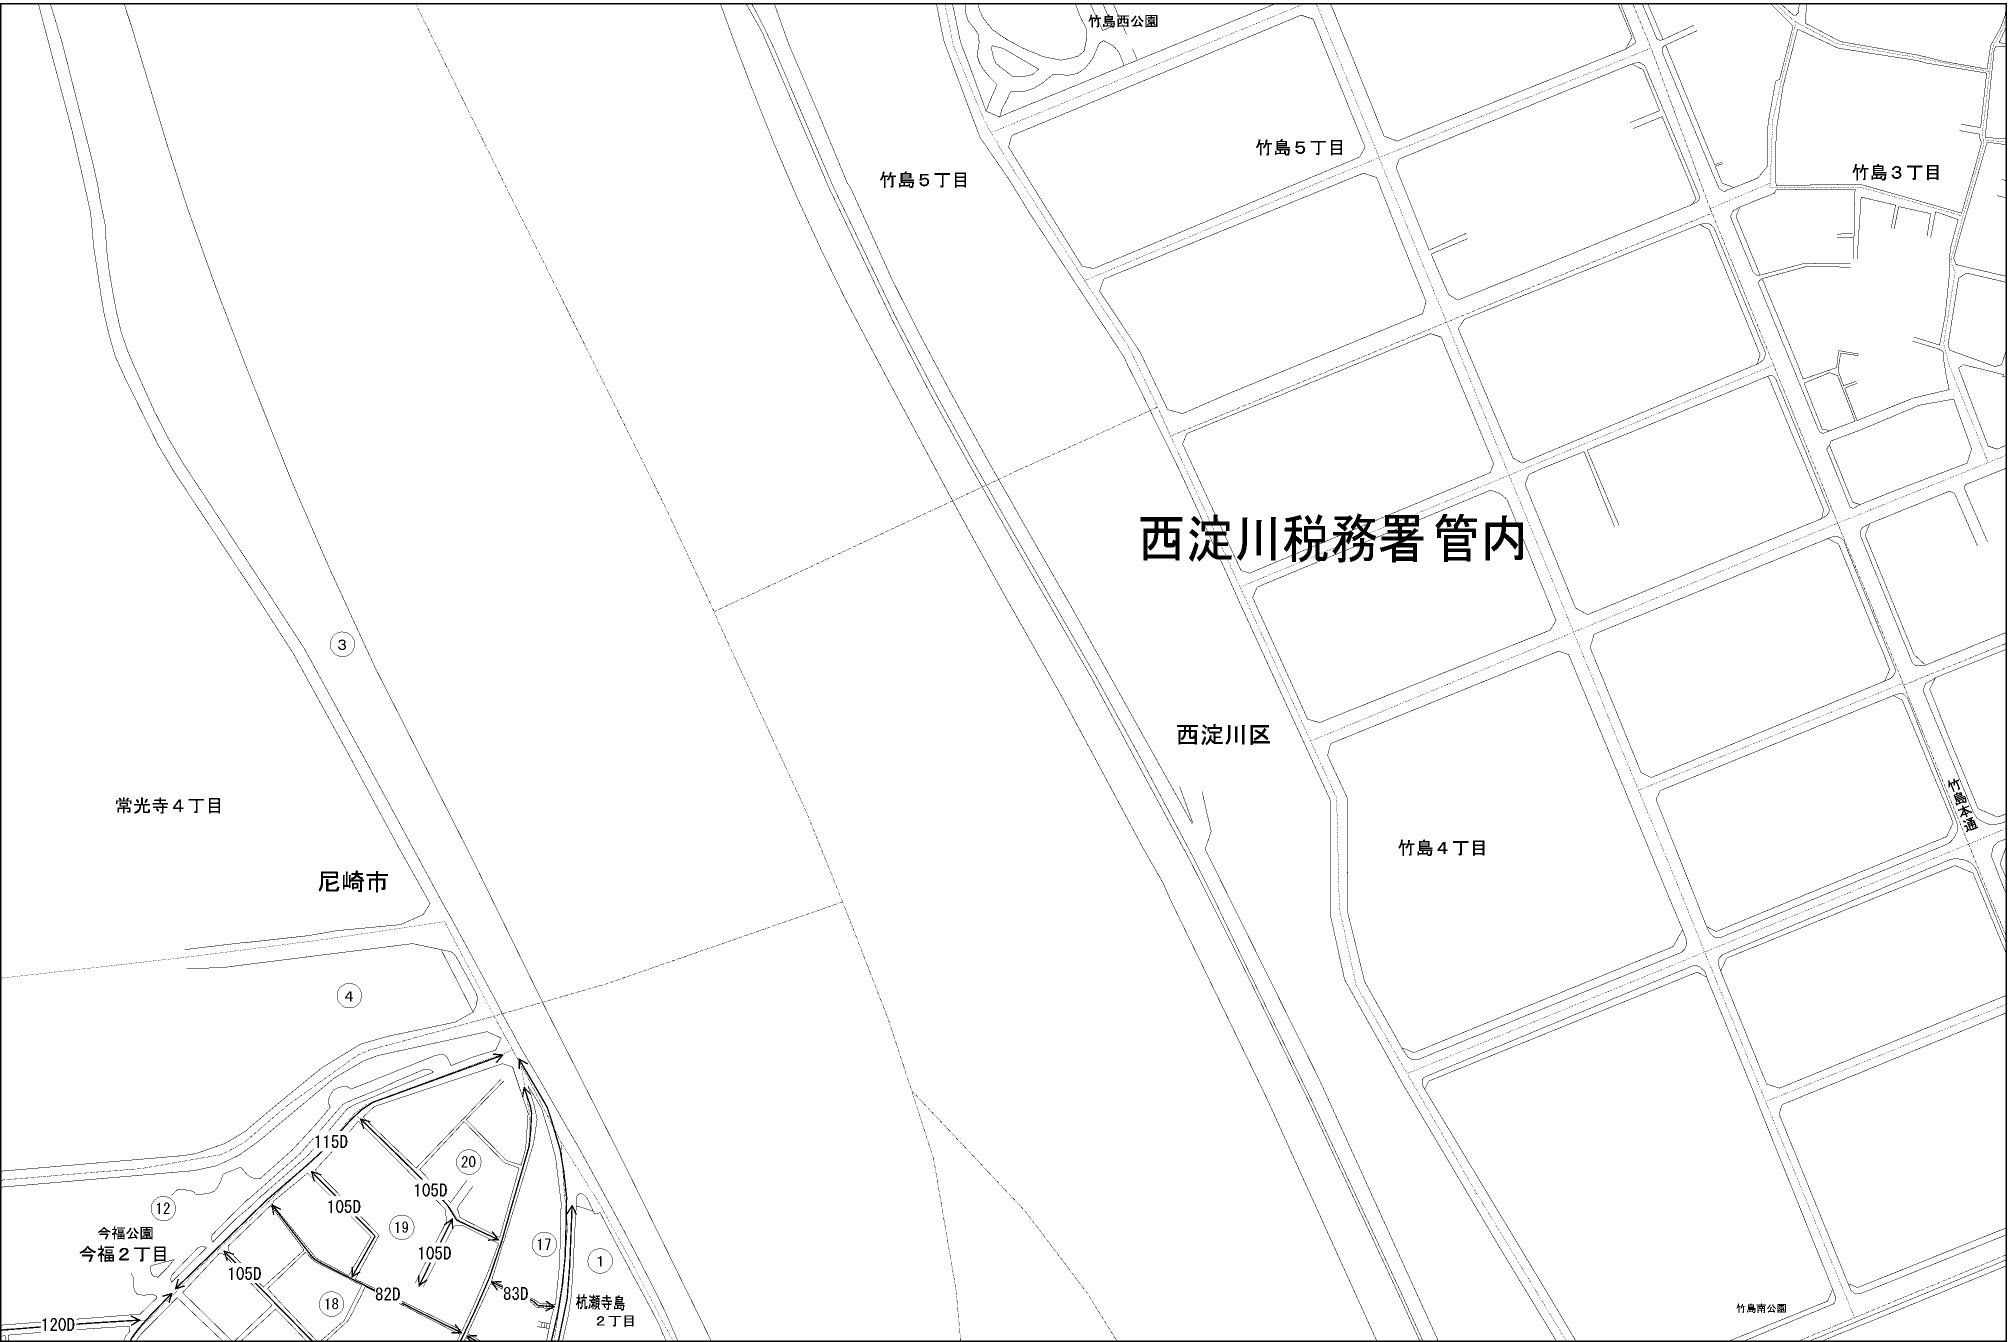 竹島西公園
竹島５丁目
竹島５丁目
竹島３丁目
西淀川税務署管内
3
西淀川区
常光寺４丁目
竹島本通
竹島４丁目
尼崎市
4
115D
20
105D
105D
12
19
今福公園
今福２丁目
105D
17
1
105D
18
82D
83D
杭瀬寺島
２丁目
竹島南公園
120D